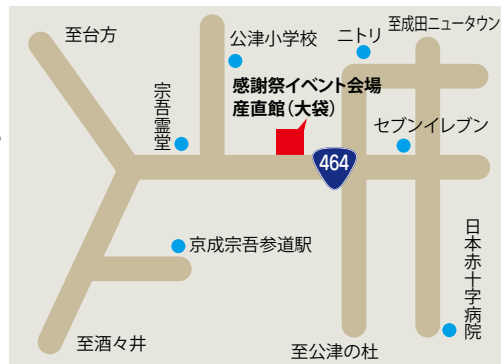 至台方
公津小学校
ニトリ
至成田ニュータウン
宗吾霊堂
感謝祭イベント会場
産直館(大袋)
セブンイレブン
464
京成宗吾参道駅
日本赤十字病院
至酒々井
至公津の杜